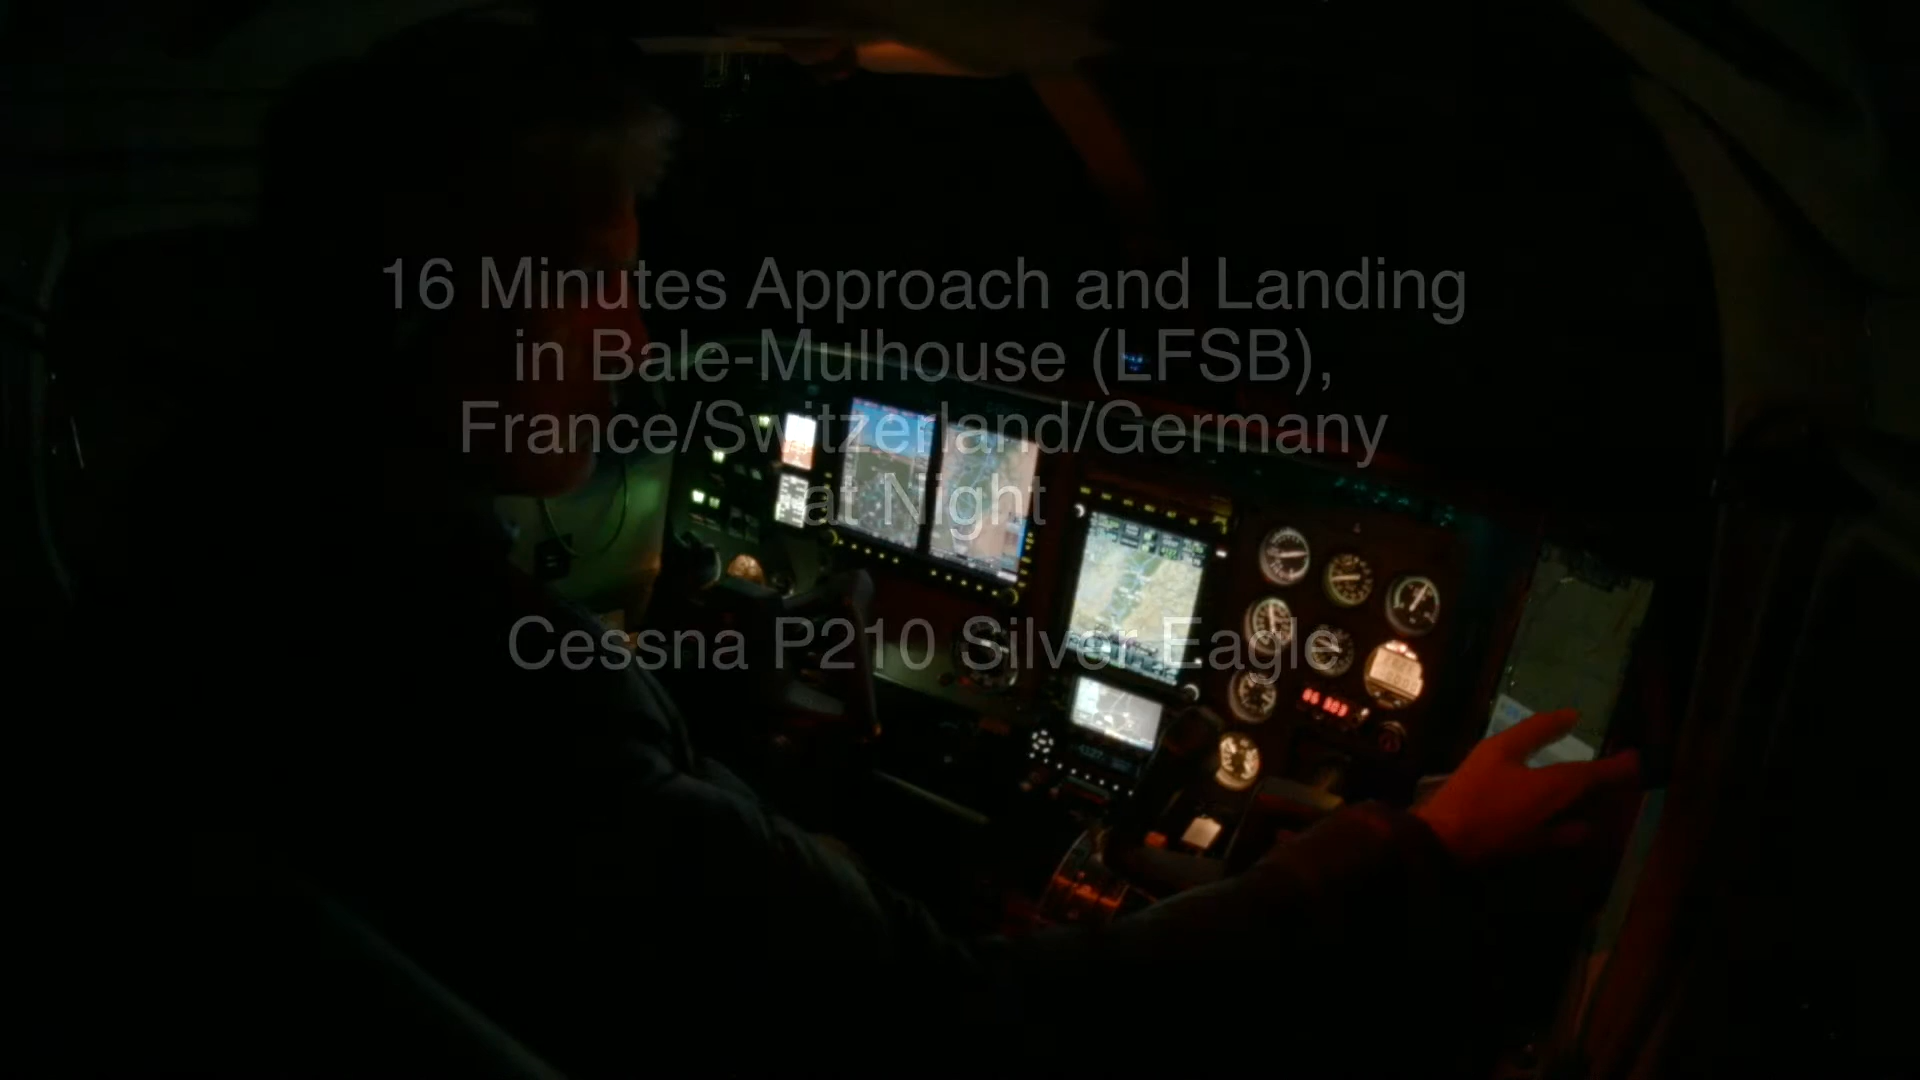 16 Minutes Approach and Landing
in Bale-Mulhouse (LFSB),
France/Switzerland/Germany
at Night
Cessna P210 Silver Eagle